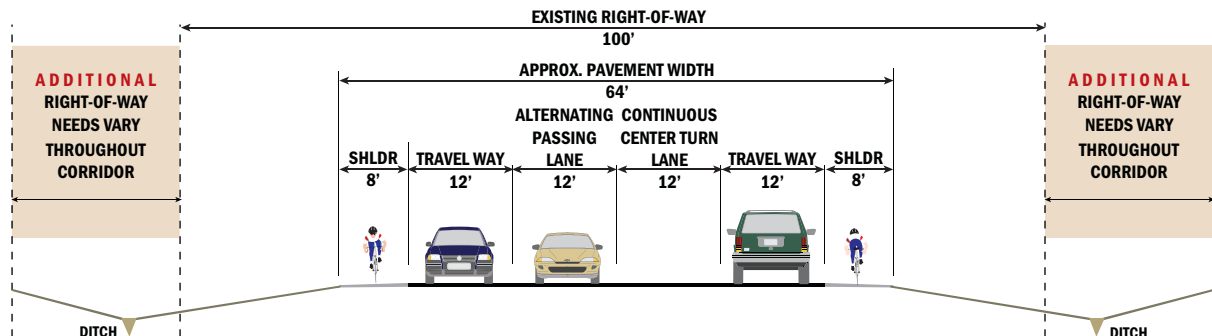 EXISTING RIGHT-OF-WAY
100'
ADDITIONAL
RIGHT-OF-WAY
NEEDS VARY
THROUGHOUT
CORRIDOR
APPROX. PAVEMENT WIDTH
64'
SHLDR
8'
TRAVEL WAY
12'
ALTERNATING
PASSING
LANE
12'
CONTINUOUS
CENTER TURN
LANE
12'
TRAVEL WAY
12'
SHLDR
8'
ADDITIONAL
RIGHT-OF-WAY
NEEDS VARY
THROUGHOUT
CORRIDOR
DITCH
DITCH